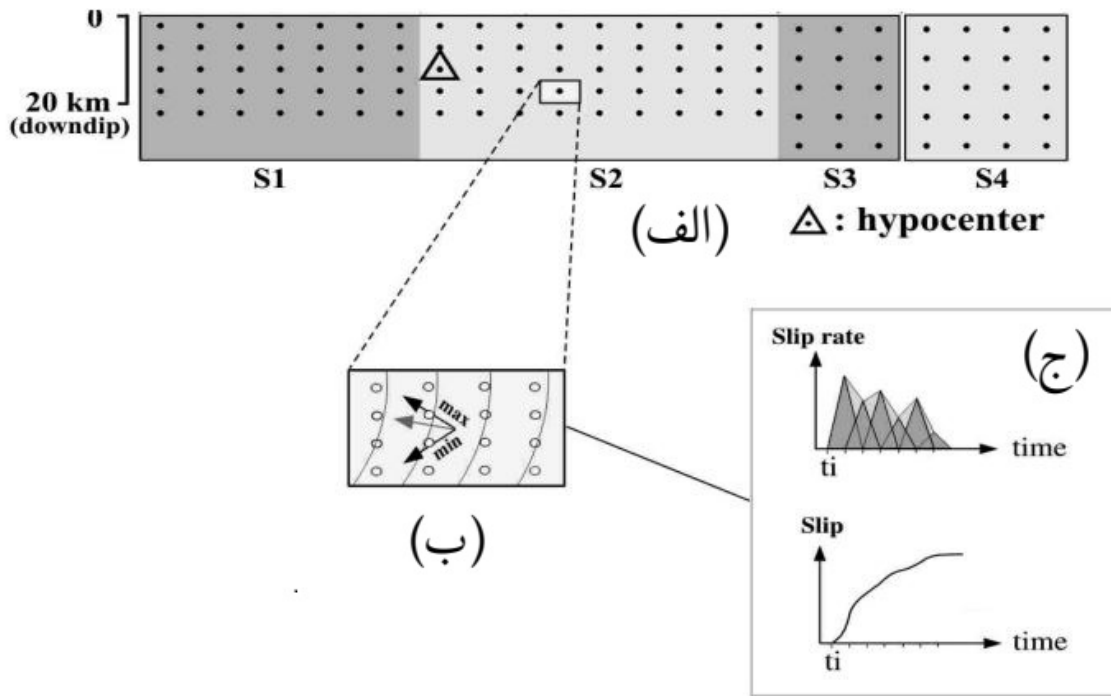 0
20 km
(downdip)
S1 S2 S3 S4
(الف)
: hypocenter
(ج)
Slip rate
time
ti
max
min
(ب)
Slip
time
ti